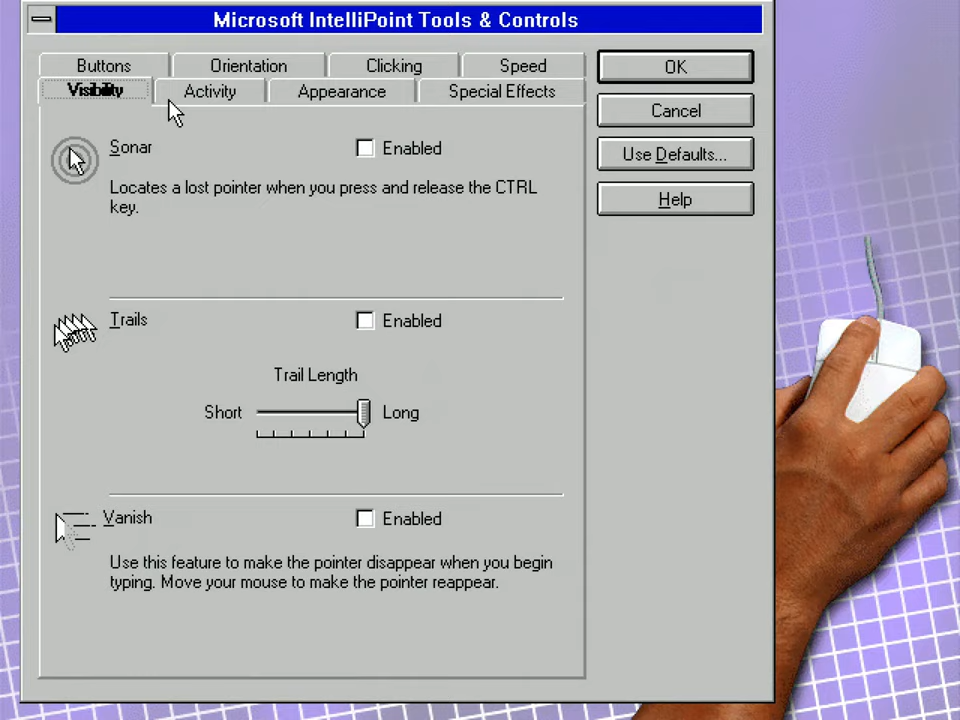 Microsoft IntelliPoint Tools & Controls
Buttons Orientation Clicking Speed
Visibility Activity Appearance Special Effects
OK
Cancel
Use Defaults...
Help
Sonar Enabled
Locates a lost pointer when you press and release the CTRL
key.
Trails Enabled
Trail Length
Short Long
Vanish Enabled
Use this feature to make the pointer disappear when you begin
typing. Move your mouse to make the pointer reappear.